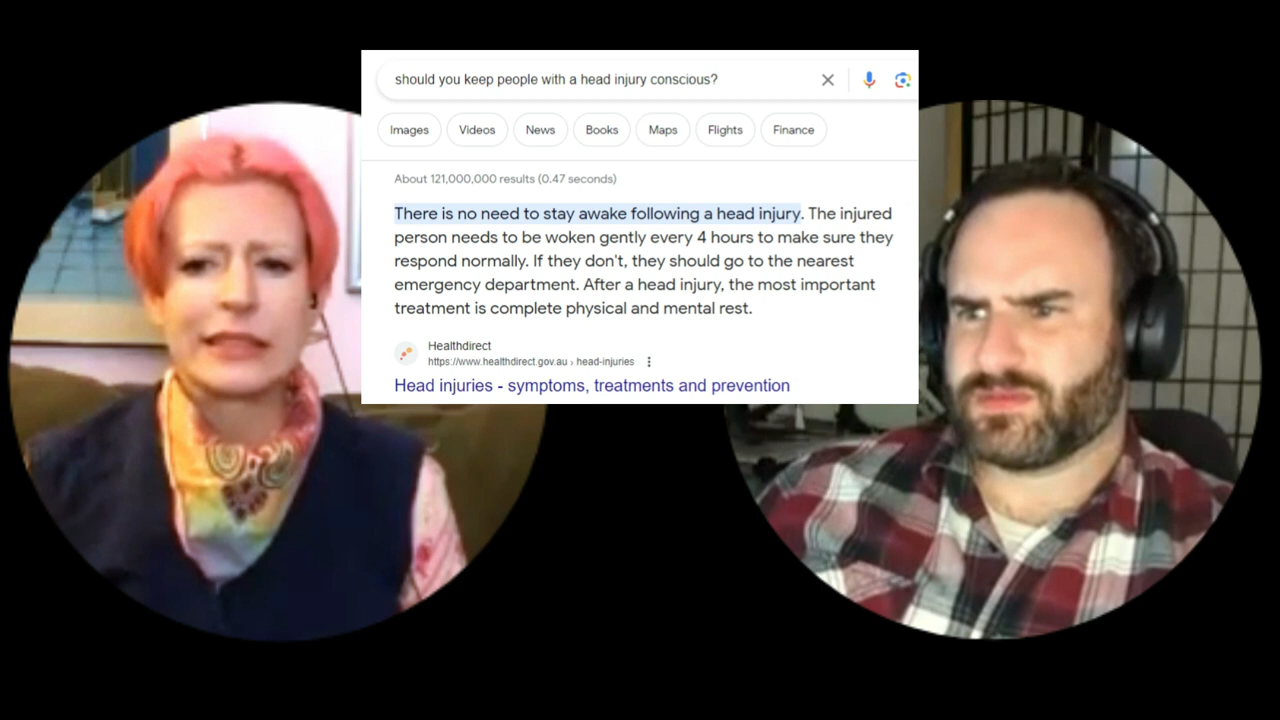 should you keep people with a head injury conscious?
Images Videos News Books Maps Flights Finance
About 121,000,000 results (0.47 seconds)
There is no need to stay awake following a head injury. The injured
person needs to be woken gently every 4 hours to make sure they
respond normally. If they don't, they should go to the nearest
emergency department. After a head injury, the most important
treatment is complete physical and mental rest.
Healthdirect
https://www.healthdirect.gov.au › head-injuries
Head injuries - symptoms, treatments and prevention